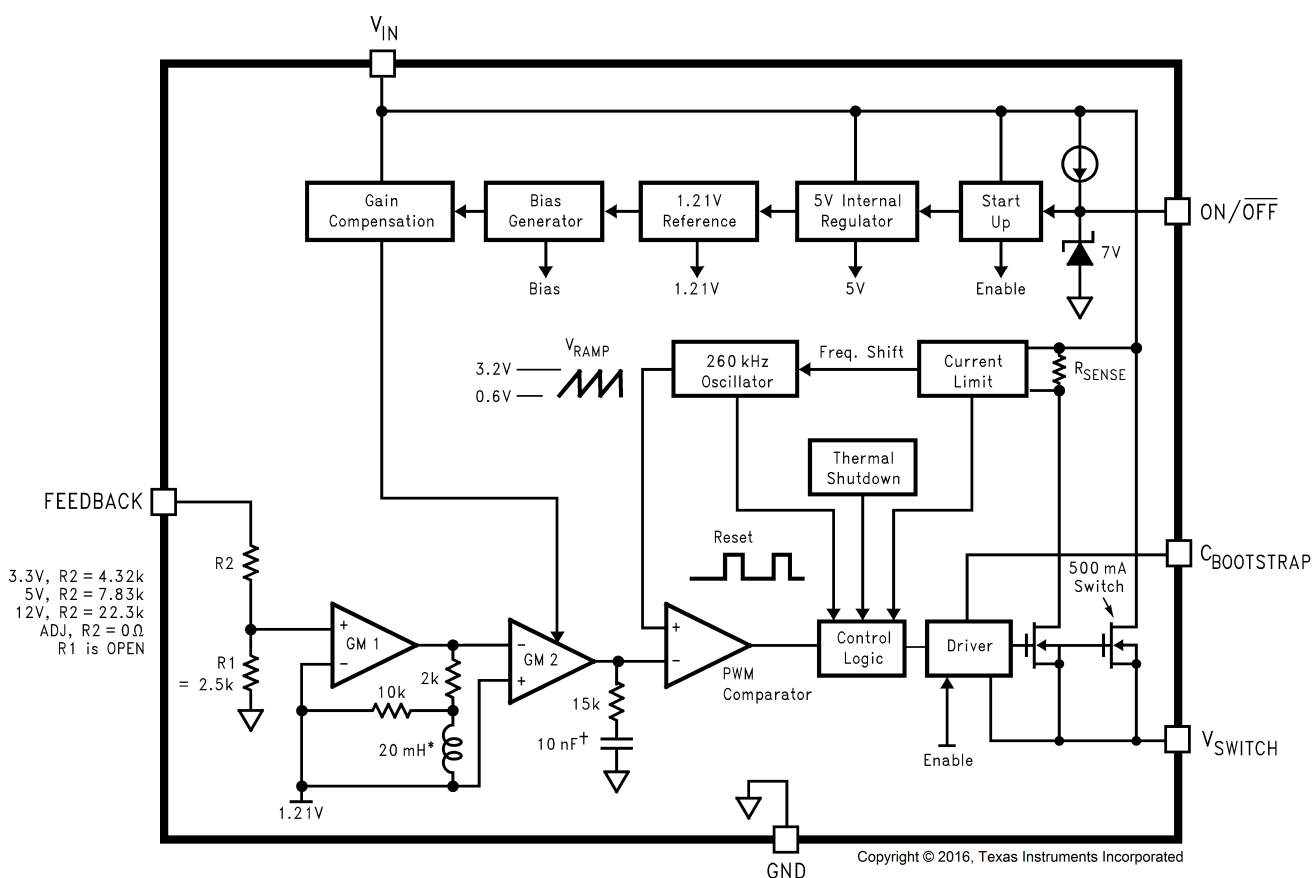 V_IN
Gain
Compensation
Bias
Generator
1.21V
Reference
5V Internal
Regulator
Start
Up
ON/O̅F̅F̅
7V
Bias
1.21V
5V
Enable
V_RAMP
3.2V
0.6V
260 kHz
Oscillator
Freq. Shift
Current
Limit
R_SENSE
Thermal
Shutdown
FEEDBACK
Reset
C_BOOTSTRAP
500 mA
Switch
R2
3.3V, R2 = 4.32k
5V, R2 = 7.83k
12V, R2 = 22.3k
ADJ, R2 = 0Ω
R1 is OPEN
R1
= 2.5k
+
GM 1
−
2k
10k
20 mH*
1.21V
−
GM 2
+
15k
10 nF†
+
−
PWM
Comparator
Control
Logic
Driver
Enable
V_SWITCH
GND
Copyright © 2016, Texas Instruments Incorporated